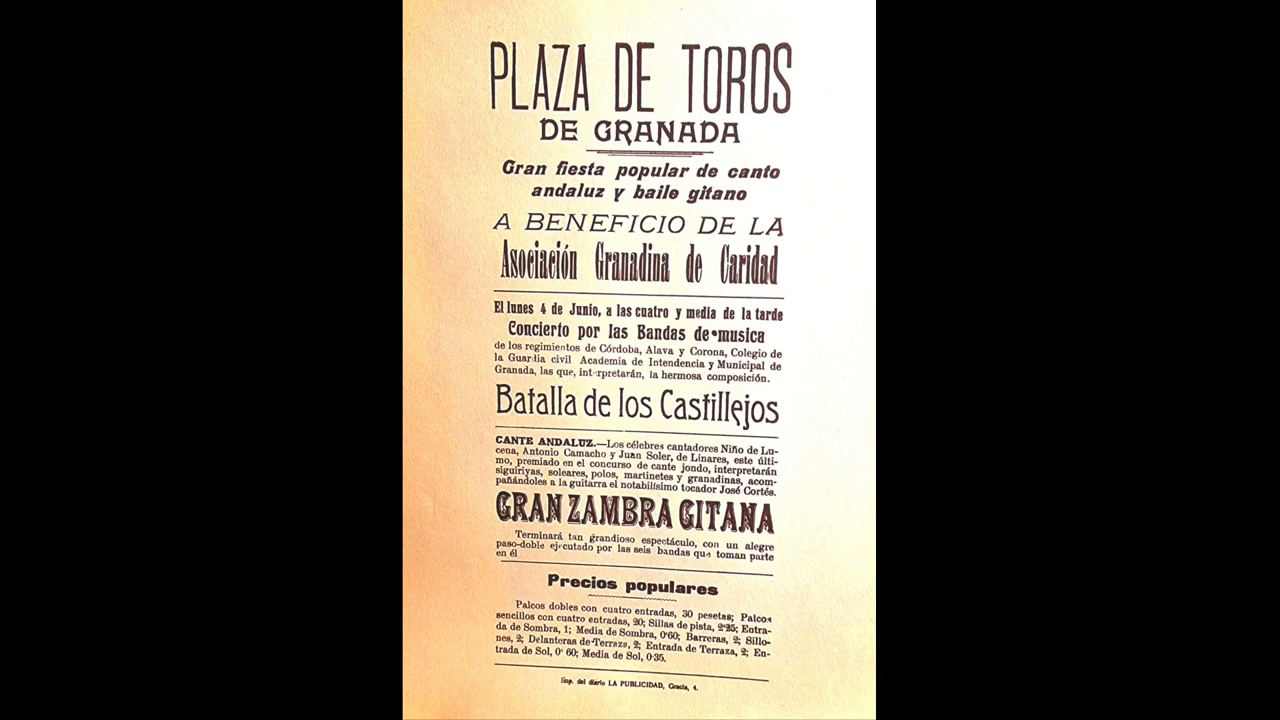 PLAZA DE TOROS
DE GRANADA
Gran fiesta popular de canto
andaluz y baile gitano
A BENEFICIO DE LA
Asociación Granadina de Caridad
El lunes 4 de Junio, a las cuatro y media de la tarde
Concierto por las Bandas de musica
de los regimientos de Córdoba, Alava y Corona, Colegio de
la Guardia civil Academia de Intendencia y Municipal de
Granada, las que, interpretarán, la hermosa composición.
Batalla de los Castillejos
CANTE ANDALUZ.—Los célebres cantadores Niño de Lu-
cena, Antonio Camacho y Juan Soler, de Linares, este últi-
mo, premiado en el concurso de cante jondo, interpretarán
siguiriyas, soleares, polos, martinetes y granadinas, acom-
pañándoles a la guitarra el notabilísimo tocador José Cortés.
GRAN ZAMBRA GITANA
Terminará tan grandioso espectáculo, con un alegre
paso-doble ejecutado por las seis bandas que toman parte
en él
Precios populares
Palcos dobles con cuatro entradas, 30 pesetas; Palcos
sencillos con cuatro entradas, 20; Sillas de pista, 2'25; Entra-
da de Sombra, 1; Media de Sombra, 0'60; Barreras, 2; Sillo-
nes, 2; Delanteras de Terraza, 2; Entrada de Terraza, 2; En-
trada de Sol, 0'60; Media de Sol, 0'35.
Imp. del diario LA PUBLICIDAD, Gracia, 4.